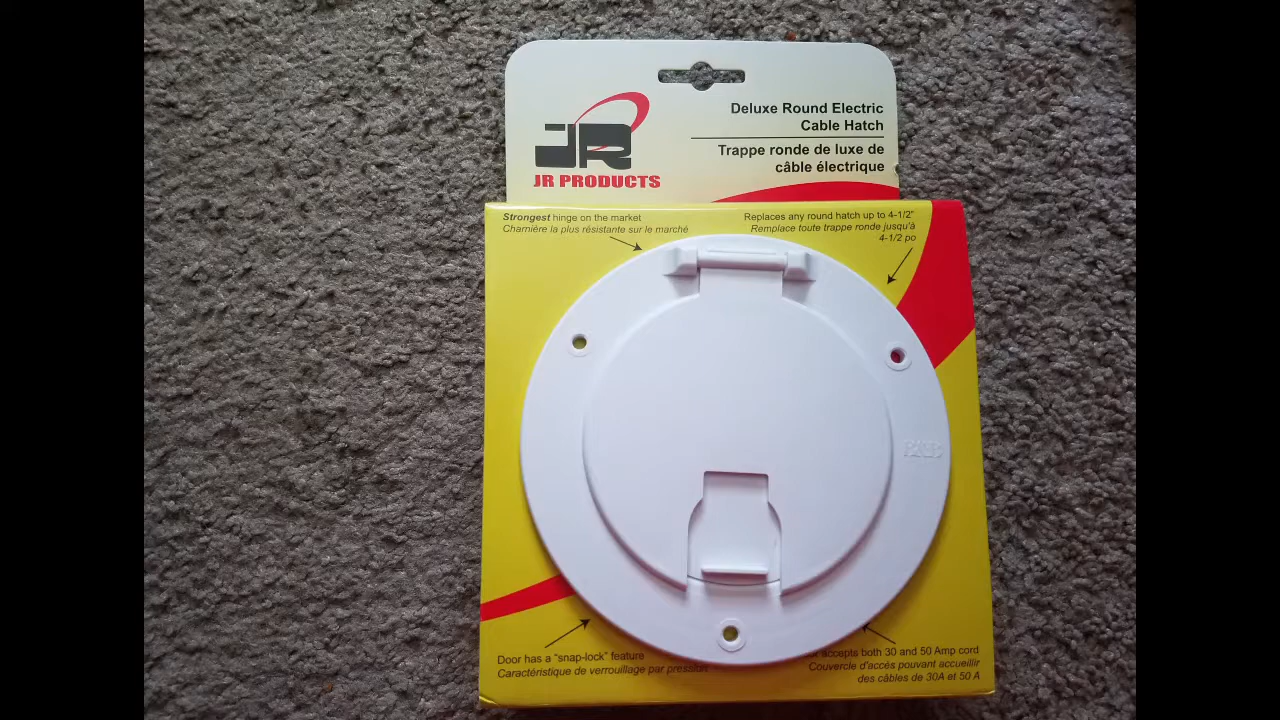 JR
JR PRODUCTS
Deluxe Round Electric
Cable Hatch
Trappe ronde de luxe de
câble électrique
Strongest hinge on the market
Charnière la plus résistante sur le marché
Replaces any round hatch up to 4-1/2"
Remplace toute trappe ronde jusqu'à
4-1/2 po
Door has a "snap-lock" feature
Caractéristique de verrouillage par pression
accepts both 30 and 50 Amp cord
Couvercle d'accès pouvant accueillir
des câbles de 30A et 50 A